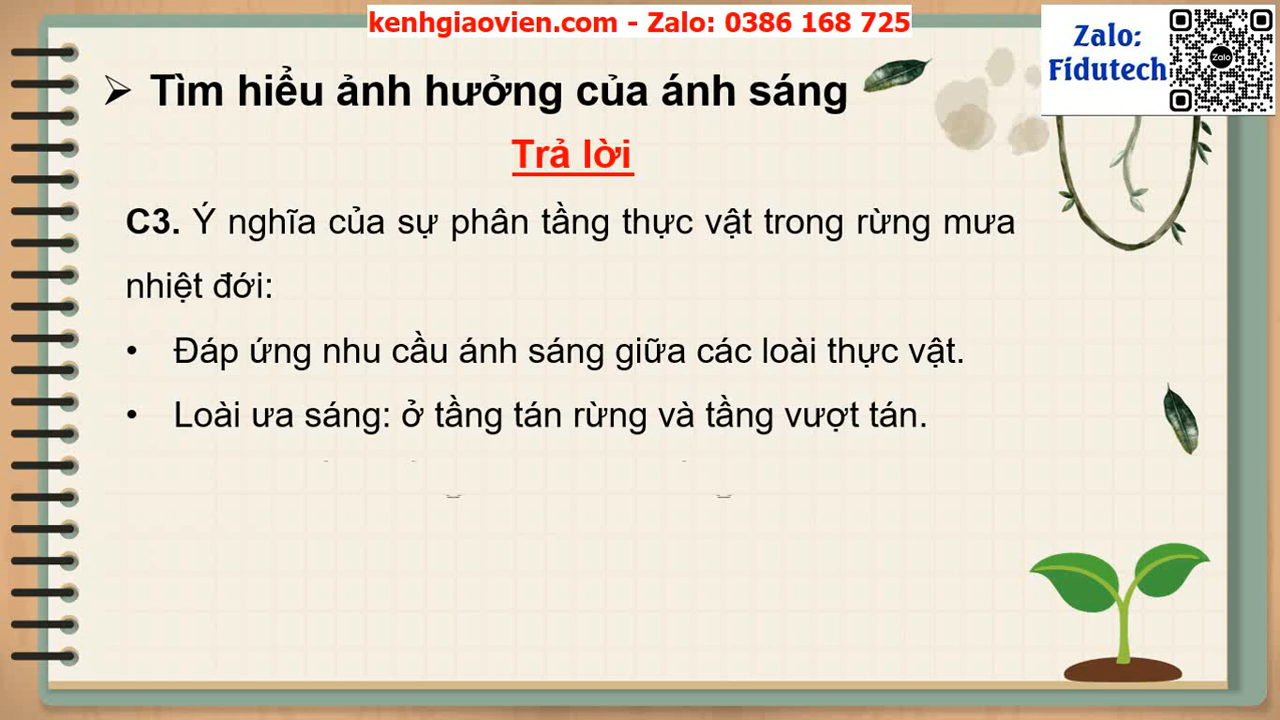 kenhgiaovien.com - Zalo: 0386 168 725
Zalo:
Fidutech
Zalo
Tìm hiểu ảnh hưởng của ánh sáng
Trả lời
C3. Ý nghĩa của sự phân tầng thực vật trong rừng mưa
nhiệt đới:
• Đáp ứng nhu cầu ánh sáng giữa các loài thực vật.
• Loài ưa sáng: ở tầng tán rừng và tầng vượt tán.